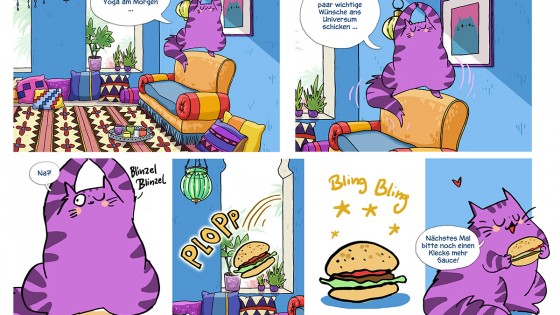 Yoga am Morgen
...
paar wichtige
Wünsche ans
Universum
schicken ...
Na?
Blinzel
Blinzel
PLOPP
Bling Bling
Nächstes Mal
bitte noch einen
Klecks mehr
Sauce!